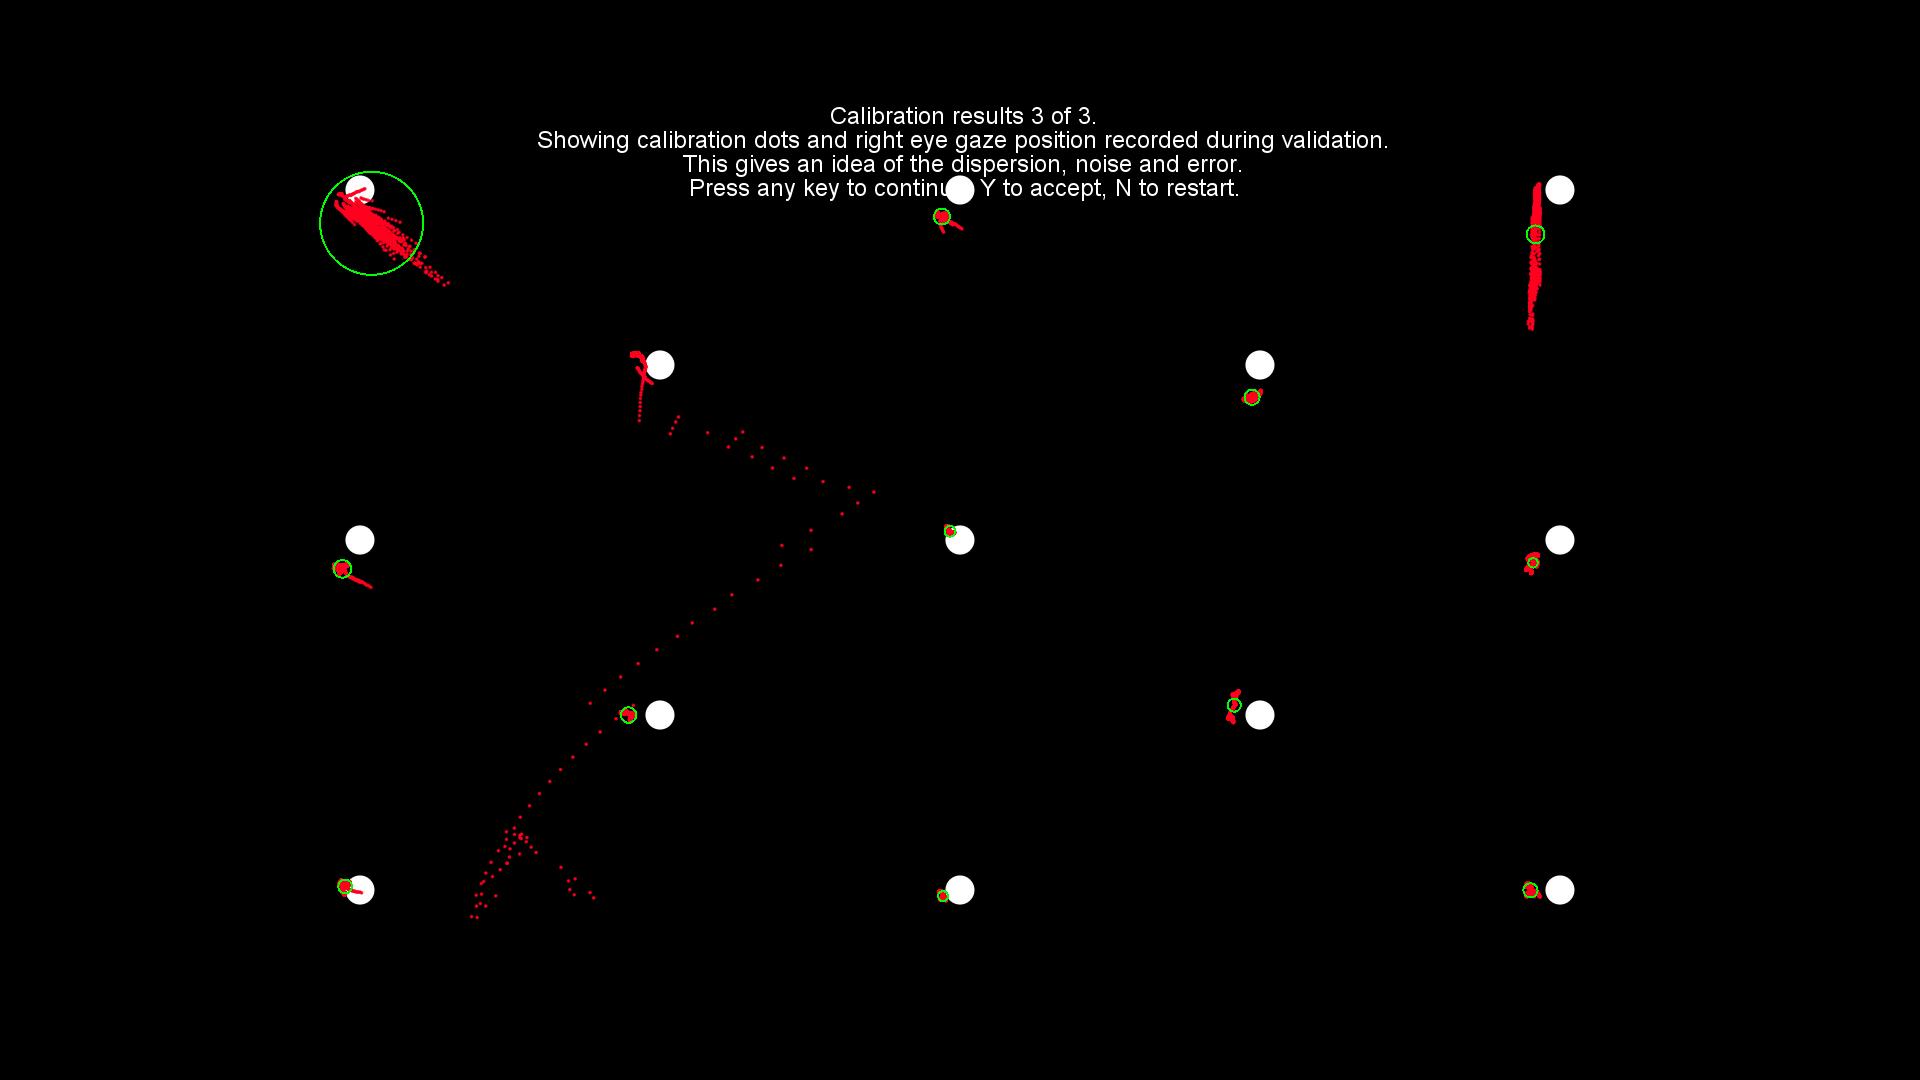 Calibration results 3 of 3.
Showing calibration dots and right eye gaze position recorded during validation.
This gives an idea of the dispersion, noise and error.
Press any key to continu Y to accept, N to restart.